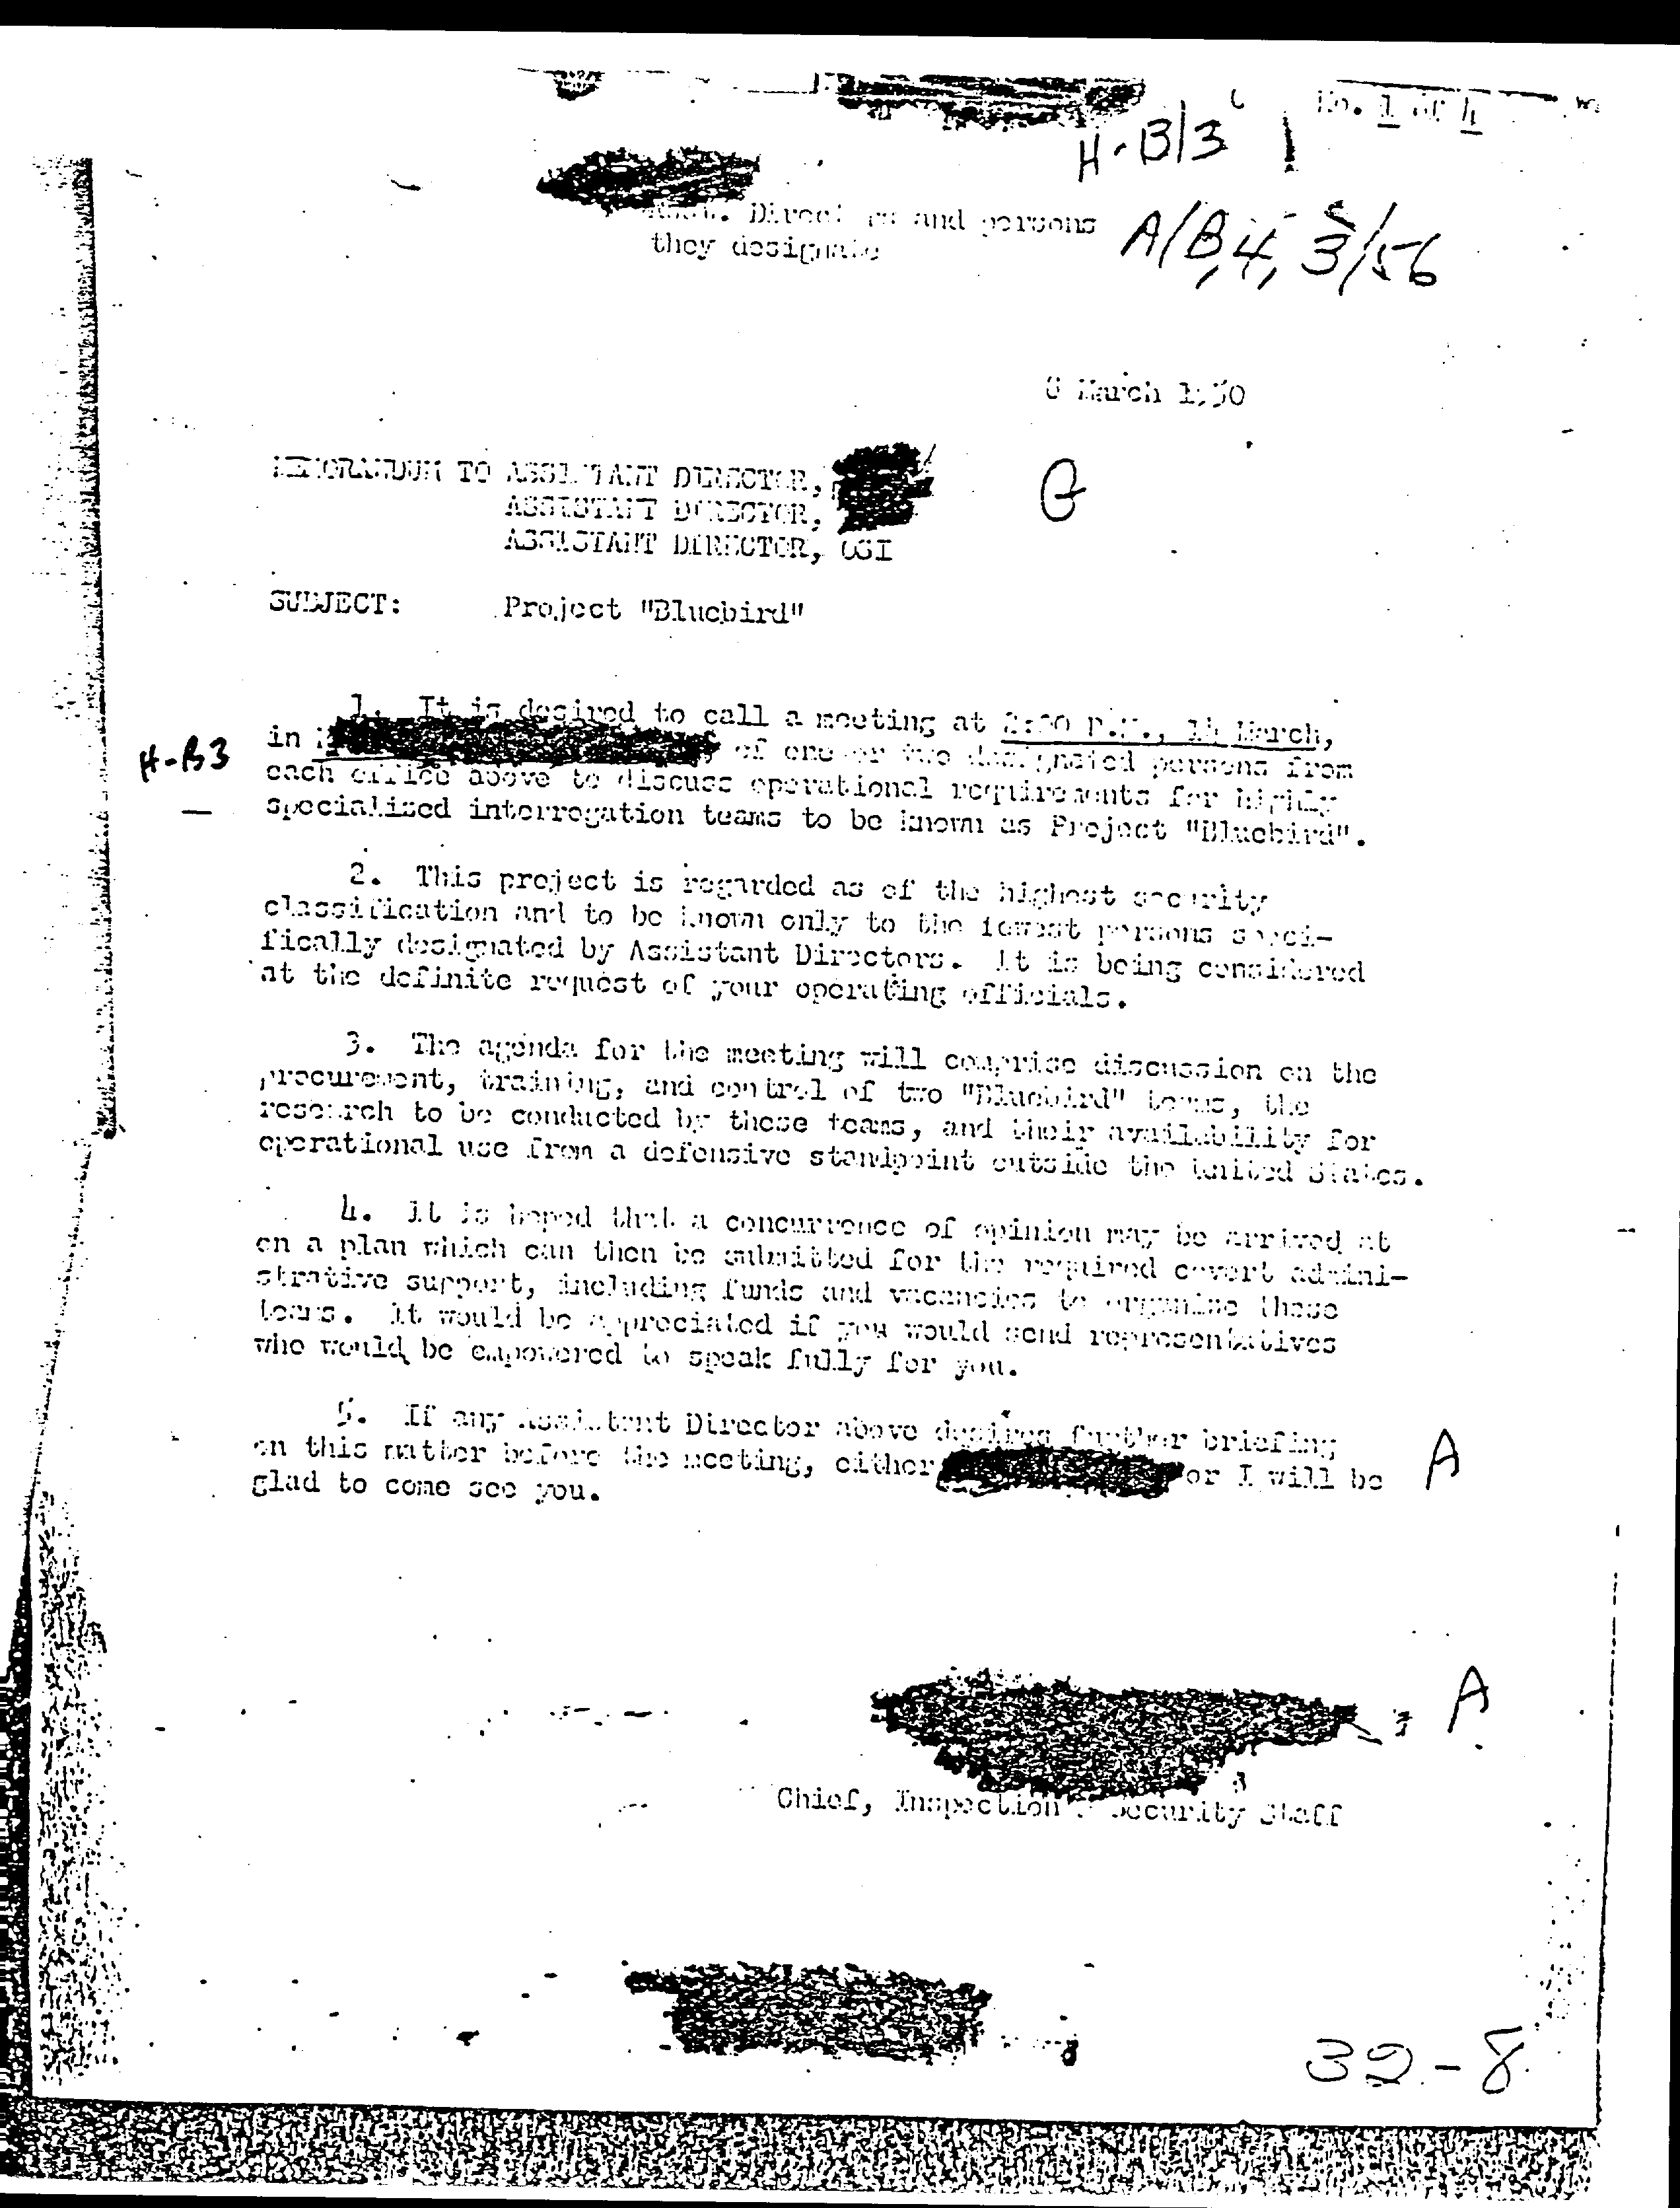 No. 1 of 4
H-B/3
Asst. Directors and persons
they designate
A/B,4, 3/56
8 March 1950
MEMORANDUM TO ASSISTANT DIRECTOR,
ASSISTANT DIRECTOR,
ASSISTANT DIRECTOR, OSI
SUBJECT: Project "Bluebird"
1. It is desired to call a meeting at 2:00 P.M., March,
H-B3
in of one or two designated persons from
each office above to discuss operational requirements for highly
specialized interrogation teams to be known as Project "Bluebird".
2. This project is regarded as of the highest security
classification and to be known only to the fewest persons speci-
fically designated by Assistant Directors. It is being considered
at the definite request of your operating officials.
3. The agenda for the meeting will comprise discussion on the
procurement, training, and control of two "Bluebird" teams, the
research to be conducted by these teams, and their availability for
operational use from a defensive standpoint outside the United States.
4. It is hoped that a concurrence of opinion may be arrived at
on a plan which can then be submitted for the required covert admini-
strative support, including funds and vacancies to organize these
teams. It would be appreciated if you would send representatives
who would be empowered to speak fully for you.
5. If any Assistant Director above desires further briefing
on this matter before the meeting, either or I will be A
glad to come see you.
A
Chief, Inspection & Security Staff
32-8